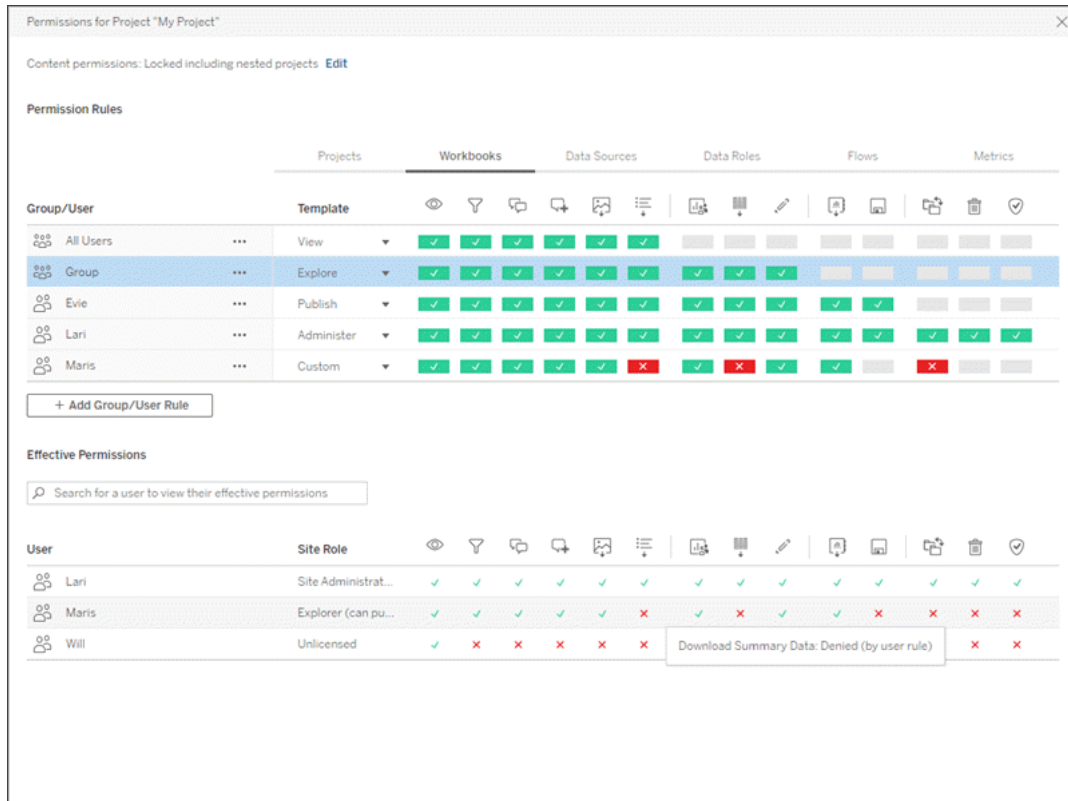 Permissions for Project "My Project"
Content permissions: Locked including nested projects Edit
Permission Rules
Projects Workbooks Data Sources Data Roles Flows Metrics
Group/User Template
All Users ... View
Group ... Explore
Evie ... Publish
Lari ... Administer
Maris ... Custom
+ Add Group/User Rule
Effective Permissions
Search for a user to view their effective permissions
User Site Role
Lari Site Administrat...
Maris Explorer (can pu...
Will Unlicensed
Download Summary Data: Denied (by user rule)